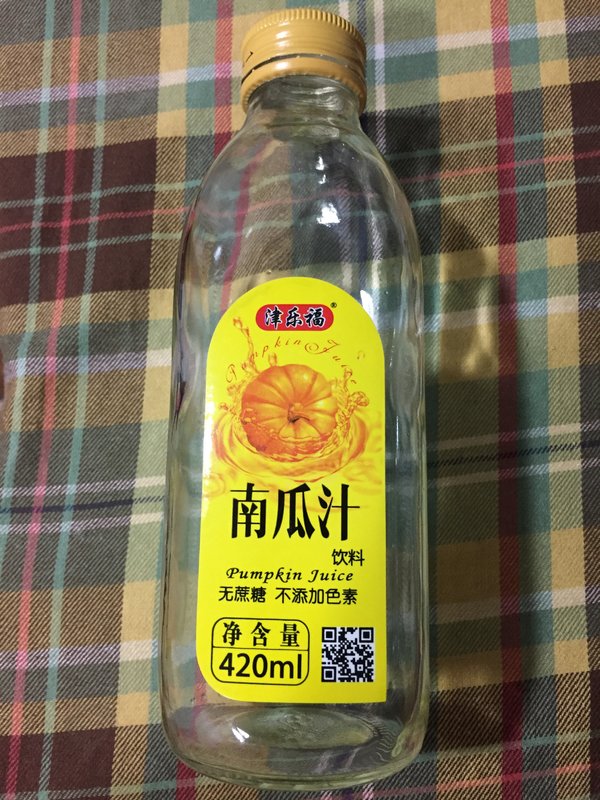 津乐福®
Pumpkin Juice
南瓜汁
饮料
Pumpkin Juice
无蔗糖 不添加色素
净含量
420ml